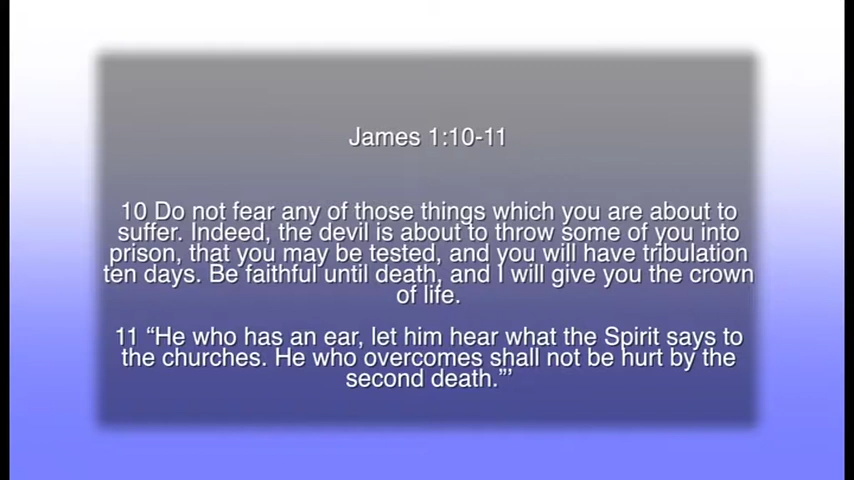 James 1:10-11
10 Do not fear any of those things which you are about to
suffer. Indeed, the devil is about to throw some of you into
prison, that you may be tested, and you will have tribulation
ten days. Be faithful until death, and I will give you the crown
of life.
11 “He who has an ear, let him hear what the Spirit says to
the churches. He who overcomes shall not be hurt by the
second death.”’